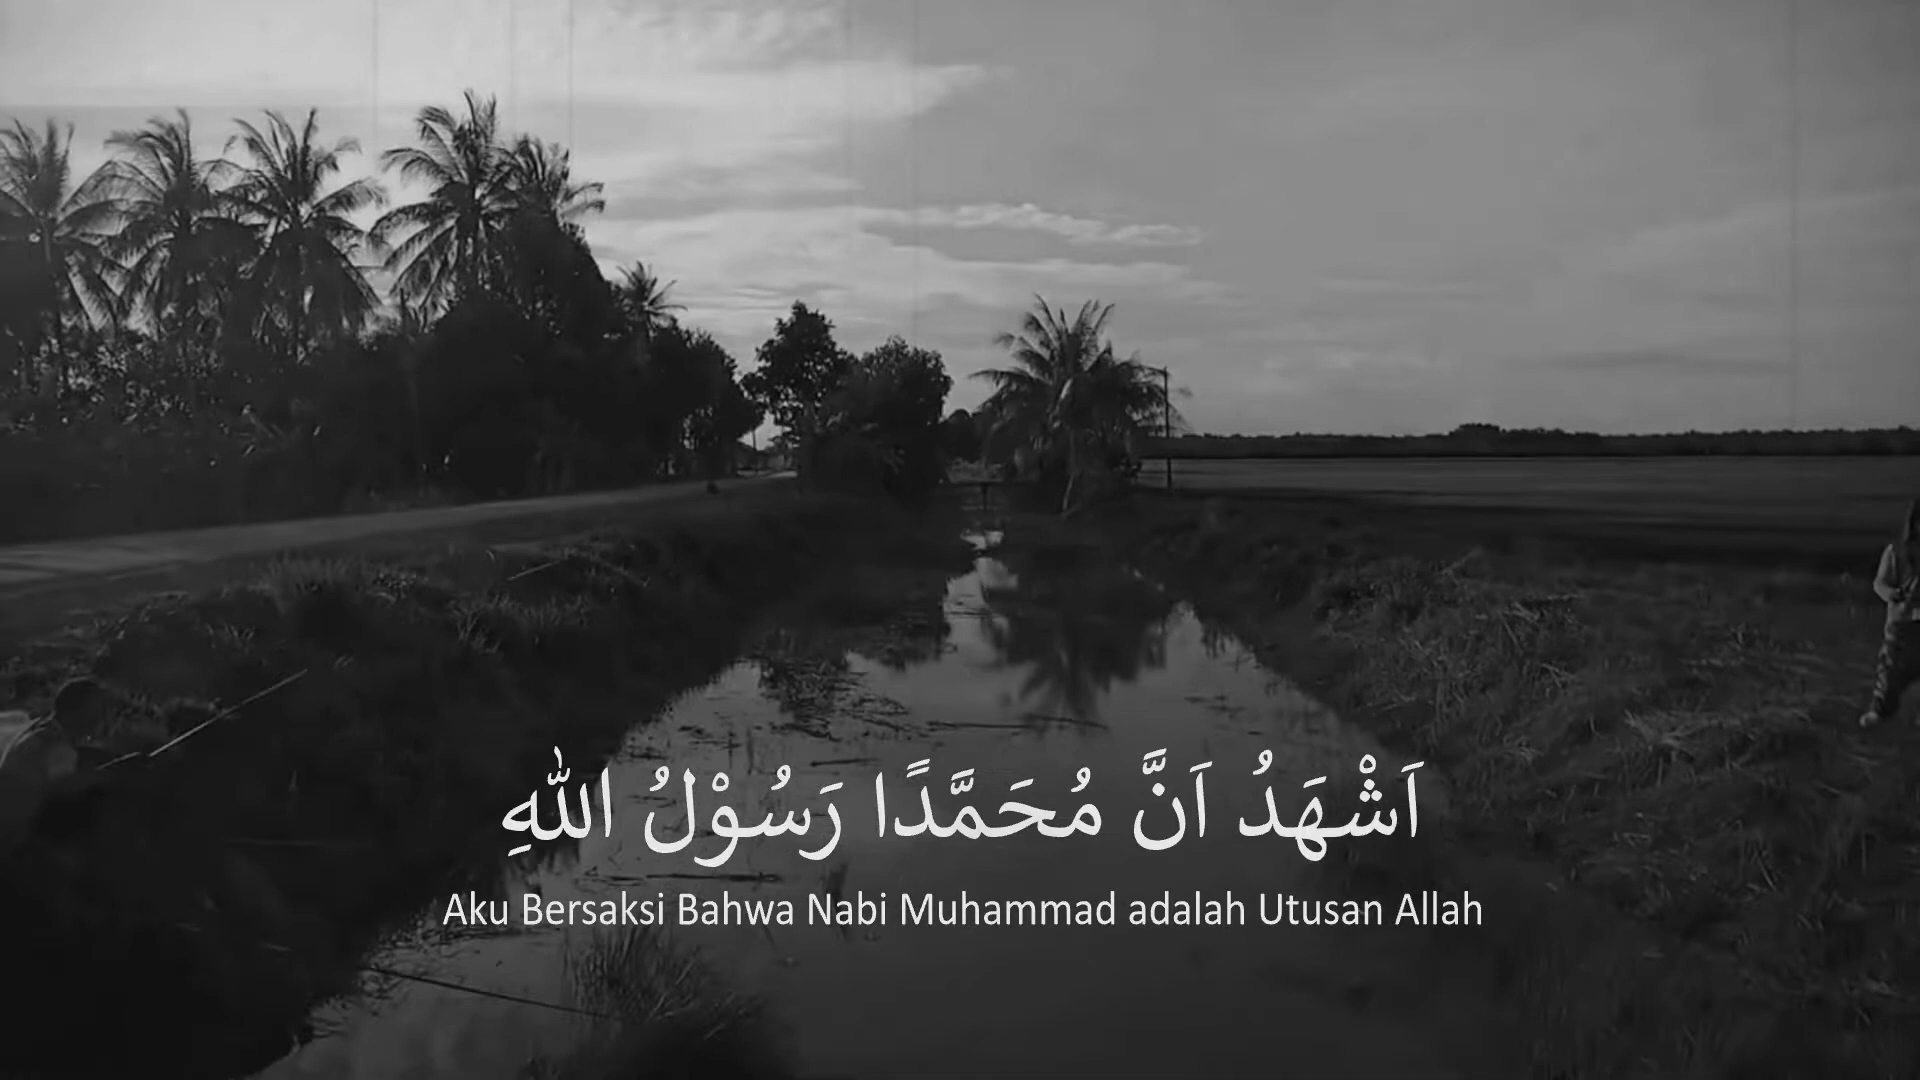 اَشْهَدُ اَنَّ مُحَمَّدًا رَسُوْلُ اللّٰهِ
Aku Bersaksi Bahwa Nabi Muhammad adalah Utusan Allah